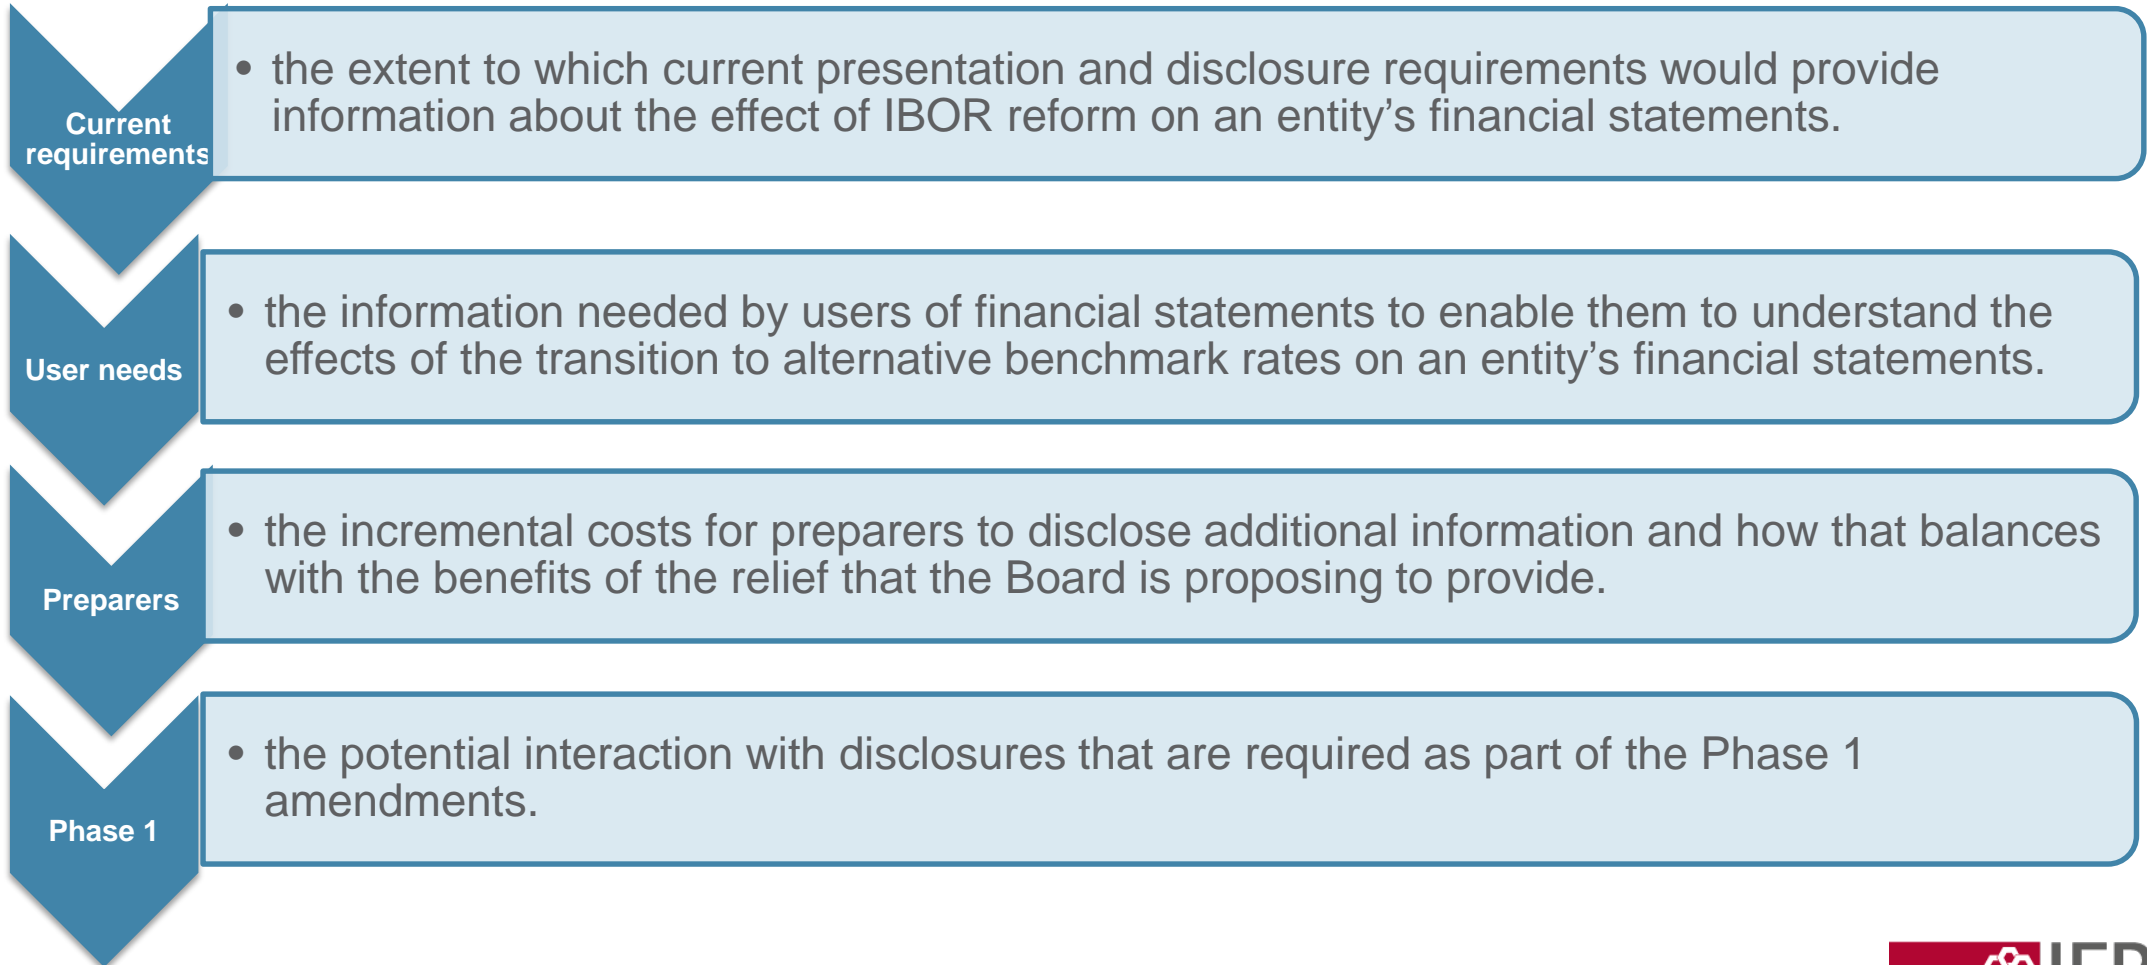 Current
requirements
• the extent to which current presentation and disclosure requirements would provide
information about the effect of IBOR reform on an entity’s financial statements.
User needs
• the information needed by users of financial statements to enable them to understand the
effects of the transition to alternative benchmark rates on an entity’s financial statements.
Preparers
• the incremental costs for preparers to disclose additional information and how that balances
with the benefits of the relief that the Board is proposing to provide.
Phase 1
• the potential interaction with disclosures that are required as part of the Phase 1
amendments.